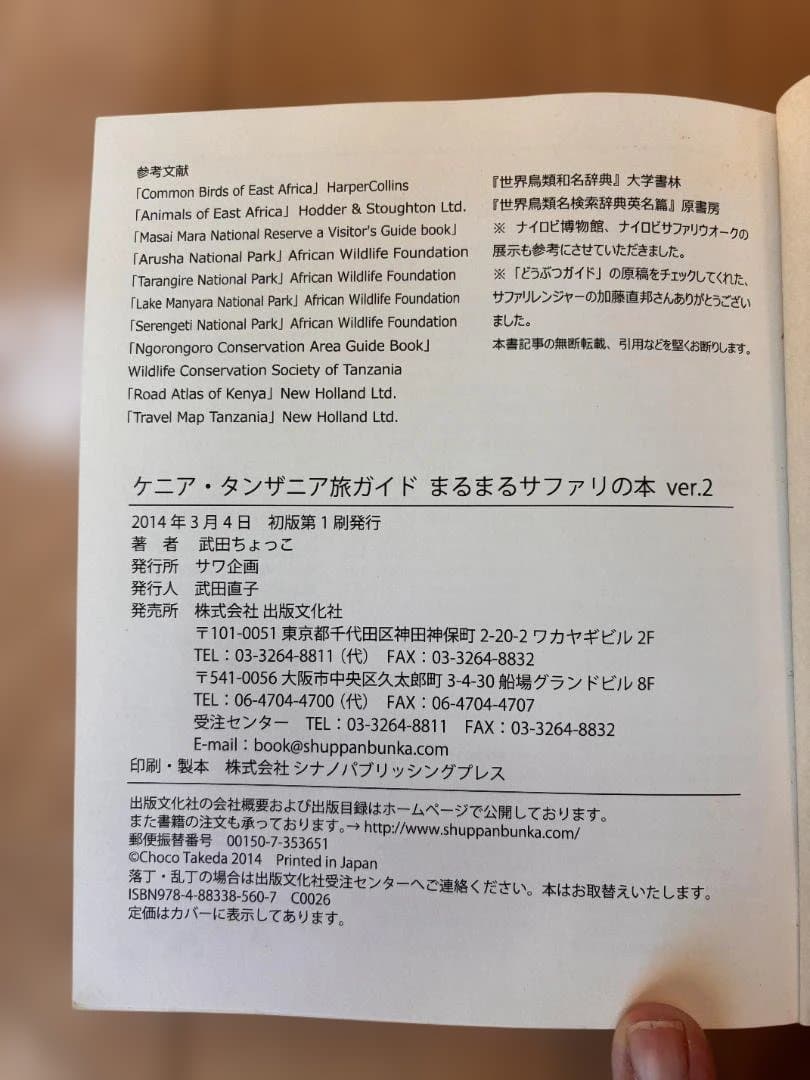 参考文献
「Common Birds of East Africa」 HarperCollins
「Animals of East Africa」 Hodder & Stoughton Ltd.
「Masai Mara National Reserve a Visitor's Guide book」
「Arusha National Park」 African Wildlife Foundation
「Tarangire National Park」 African Wildlife Foundation
「Lake Manyara National Park」 African Wildlife Foundation
「Serengeti National Park」 African Wildlife Foundation
「Ngorongoro Conservation Area Guide Book」
Wildlife Conservation Society of Tanzania
「Road Atlas of Kenya」 New Holland Ltd.
「Travel Map Tanzania」 New Holland Ltd.
『世界鳥類和名辞典』大学書林
『世界鳥類名検索辞典英名篇』原書房
※ ナイロビ博物館、ナイロビサファリウオークの
展示も参考にさせていただきました。
※「どうぶつガイド」の原稿をチェックしてくれた、
サファリレンジャーの加藤直邦さんありがとうござい
ました。
本書記事の無断転載、引用などを堅くお断りします。
ケニア・タンザニア旅ガイド まるまるサファリの本 ver.2
2014年3月4日 初版第1刷発行
著 者 武田ちょっこ
発行所 サワ企画
発行人 武田直子
発売所 株式会社 出版文化社
〒101-0051 東京都千代田区神田神保町 2-20-2 ワカヤギビル 2F
TEL：03-3264-8811（代） FAX：03-3264-8832
〒541-0056 大阪市中央区久太郎町 3-4-30 船場グランドビル 8F
TEL：06-4704-4700（代） FAX：06-4704-4707
受注センター TEL：03-3264-8811 FAX：03-3264-8832
E-mail：book@shuppanbunka.com
印刷・製本 株式会社 シナノパブリッシングプレス
出版文化社の会社概要および出版目録はホームページで公開しております。
また書籍の注文も承っております。→ http://www.shuppanbunka.com/
郵便振替番号 00150-7-353651
©Choco Takeda 2014 Printed in Japan
落丁・乱丁の場合は出版文化社受注センターへご連絡ください。本はお取替えいたします。
ISBN978-4-88338-560-7 C0026
定価はカバーに表示してあります。